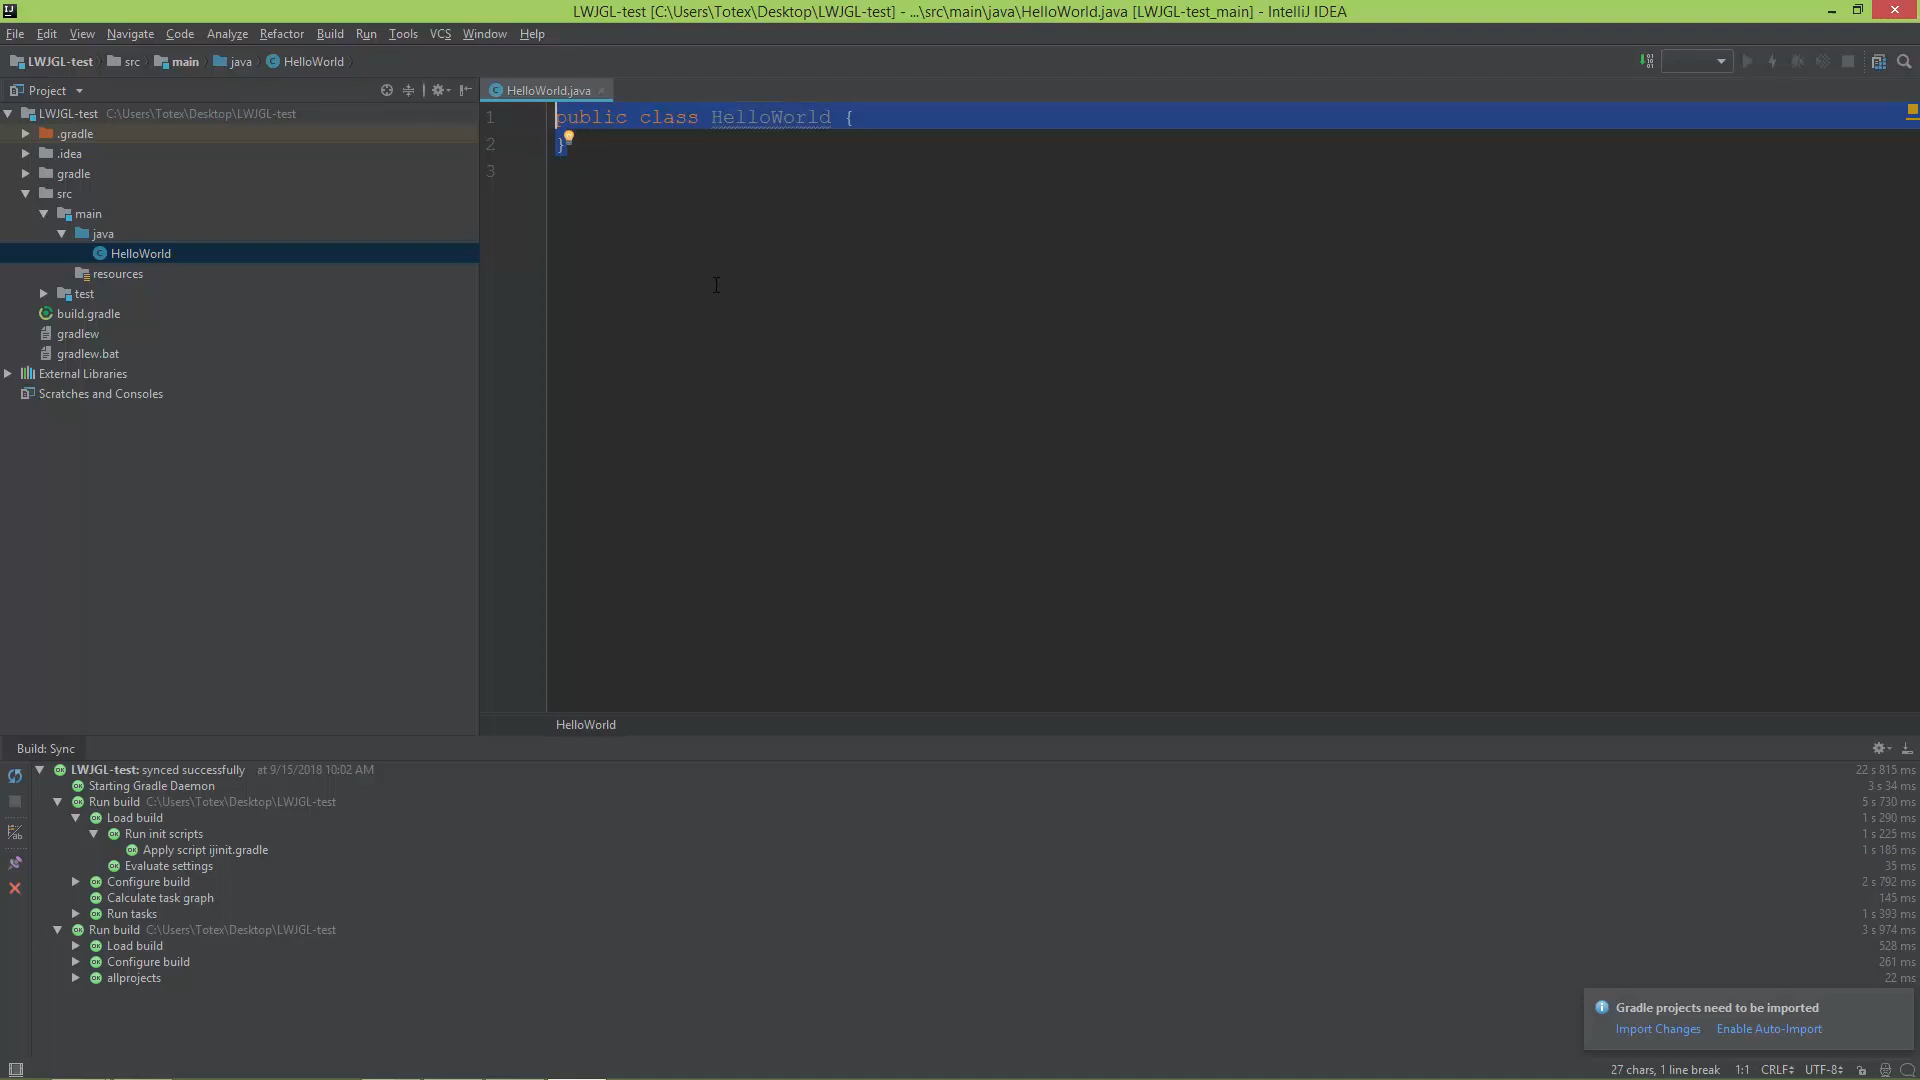 LWJGL-test [C:\Users\Totex\Desktop\LWJGL-test] - ...\src\main\java\HelloWorld.java [LWJGL-test_main] - IntelliJ IDEA
File Edit View Navigate Code Analyze Refactor Build Run Tools VCS Window Help
LWJGL-test src main java HelloWorld
Project
HelloWorld.java
LWJGL-test C:\Users\Totex\Desktop\LWJGL-test
.gradle
.idea
gradle
src
main
java
HelloWorld
resources
test
build.gradle
gradlew
gradlew.bat
External Libraries
Scratches and Consoles
1 public class HelloWorld {
2 }
3
HelloWorld
Build: Sync
LWJGL-test: synced successfully at 9/15/2018 10:02 AM 22 s 815 ms
Starting Gradle Daemon 3 s 34 ms
Run build C:\Users\Totex\Desktop\LWJGL-test 5 s 730 ms
Load build 1 s 290 ms
Run init scripts 1 s 225 ms
Apply script ijinit.gradle 1 s 185 ms
Evaluate settings 35 ms
Configure build 2 s 792 ms
Calculate task graph 145 ms
Run tasks 1 s 393 ms
Run build C:\Users\Totex\Desktop\LWJGL-test 3 s 974 ms
Load build 528 ms
Configure build 261 ms
allprojects 22 ms
Gradle projects need to be imported
Import Changes Enable Auto-Import
27 chars, 1 line break 1:1 CRLF UTF-8